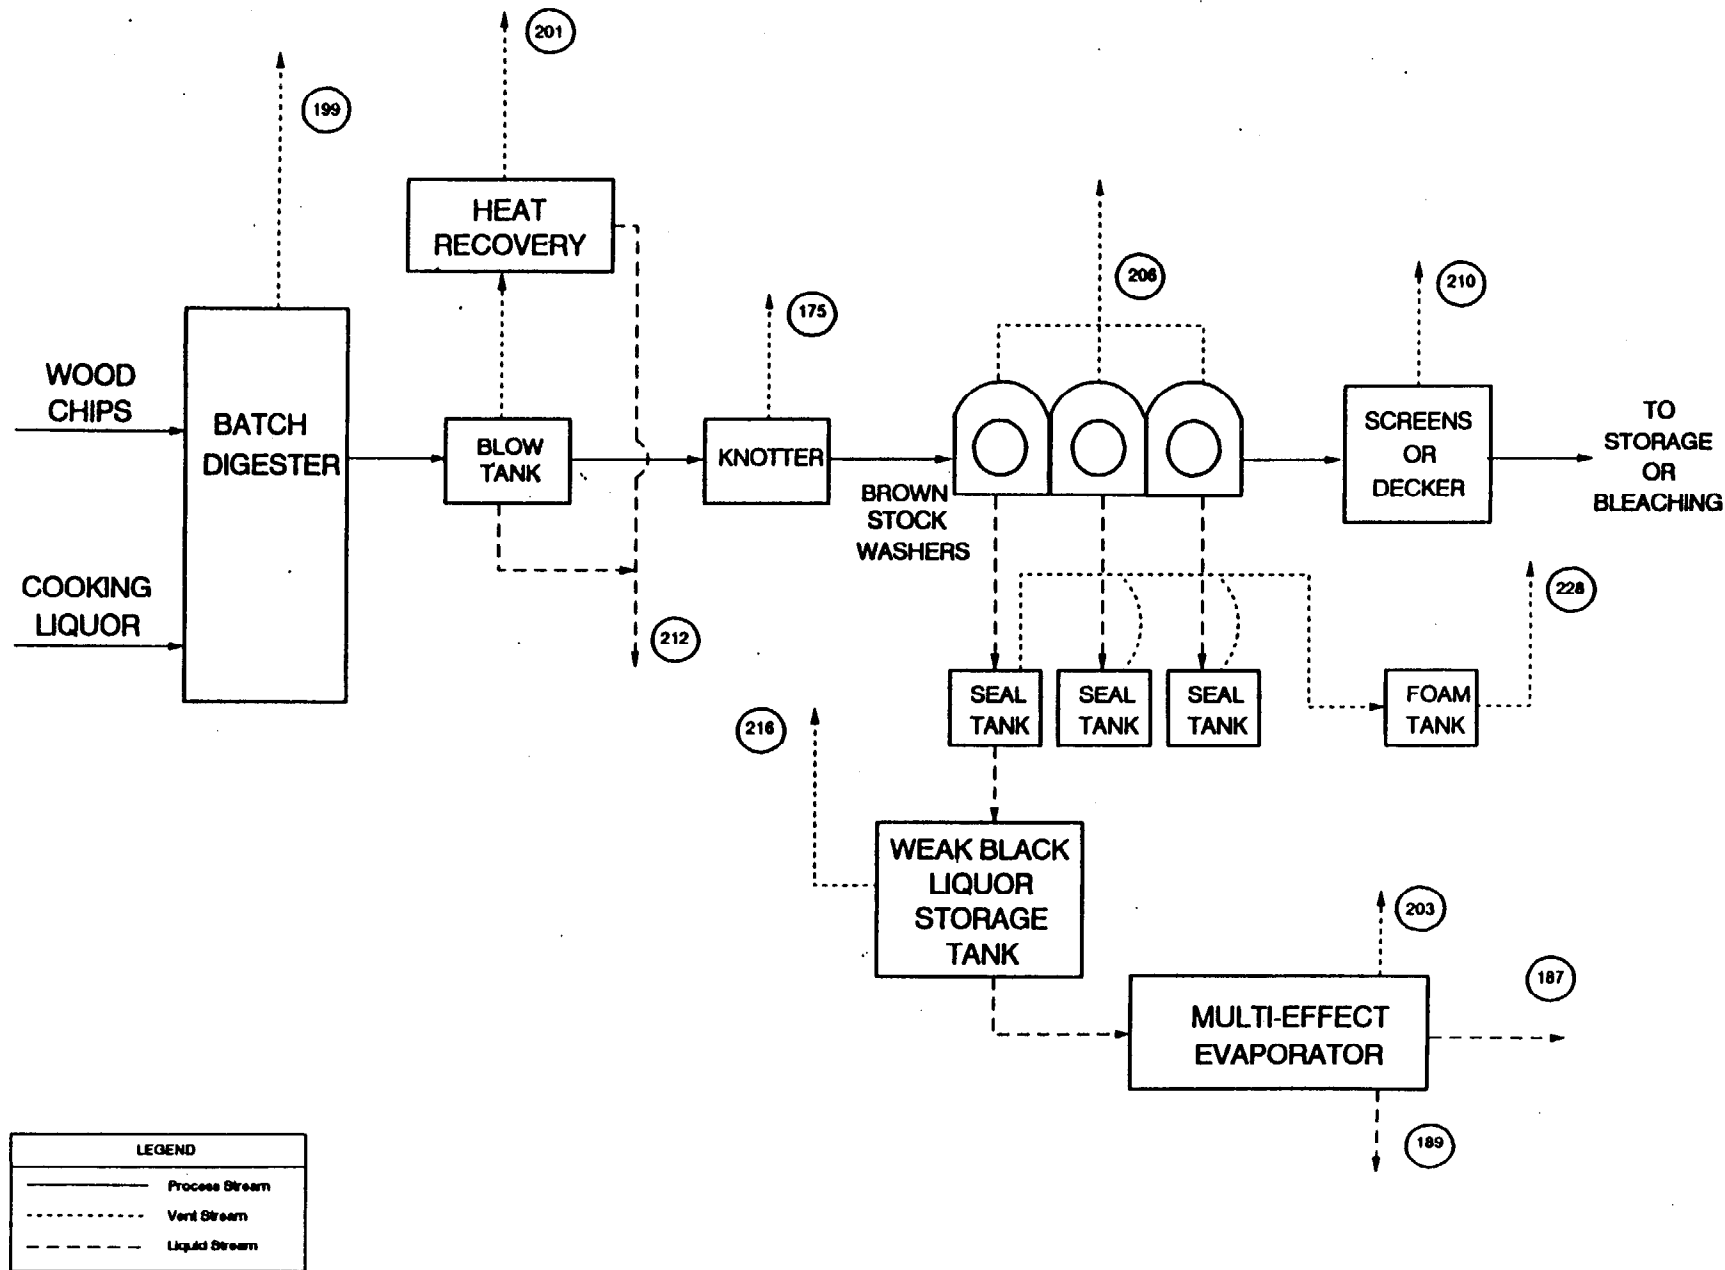 201
199
HEAT
RECOVERY
206
210
175
WOOD
CHIPS
BATCH
DIGESTER
BLOW
TANK
KNOTTER
BROWN
STOCK
WASHERS
SCREENS
OR
DECKER
TO
STORAGE
OR
BLEACHING
COOKING
LIQUOR
212
228
SEAL
TANK
SEAL
TANK
SEAL
TANK
FOAM
TANK
216
WEAK BLACK
LIQUOR
STORAGE
TANK
203
187
MULTI-EFFECT
EVAPORATOR
189
LEGEND
Process Stream
Vent Stream
Liquid Stream